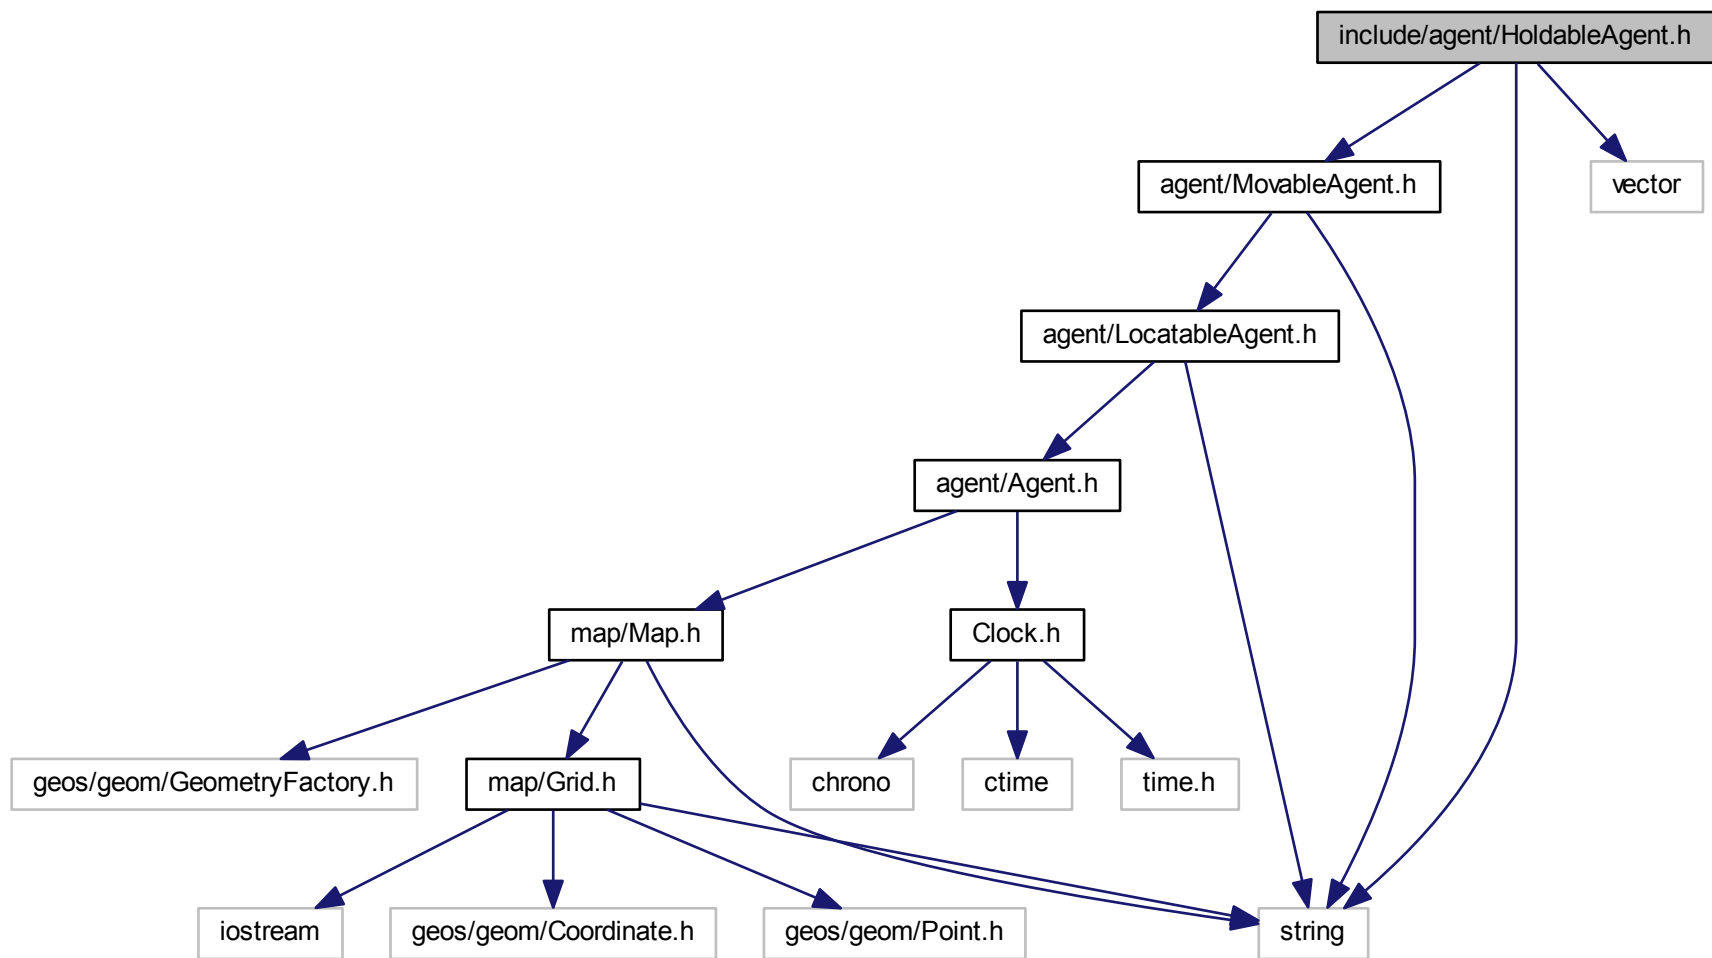 include/agent/HoldableAgent.h
agent/MovableAgent.h
vector
agent/LocatableAgent.h
agent/Agent.h
map/Map.h
Clock.h
geos/geom/GeometryFactory.h
map/Grid.h
chrono
ctime
time.h
iostream
geos/geom/Coordinate.h
geos/geom/Point.h
string